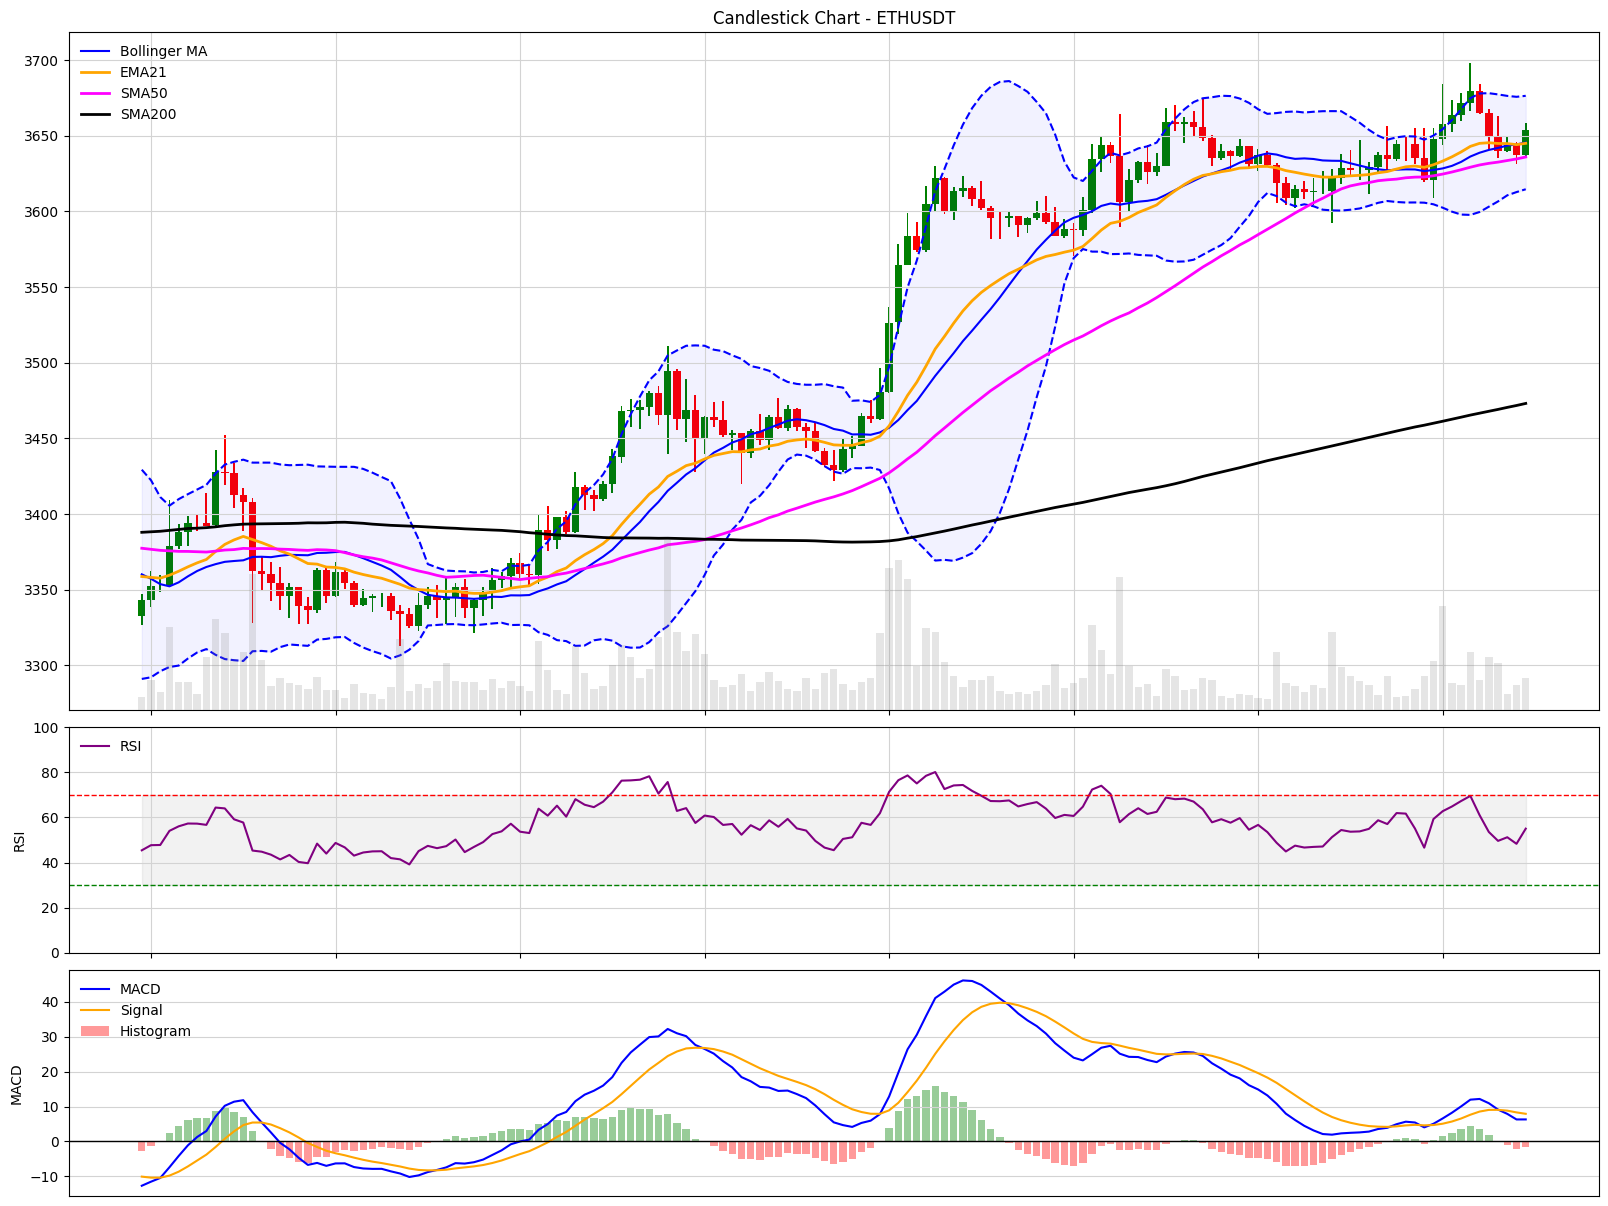 Candlestick Chart - ETHUSDT
Bollinger MA
EMA21
SMA50
SMA200
3700
3650
3600
3550
3500
3450
3400
3350
3300
RSI
100
80
60
40
20
0
RSI
MACD
Signal
Histogram
40
30
20
10
0
−10
MACD